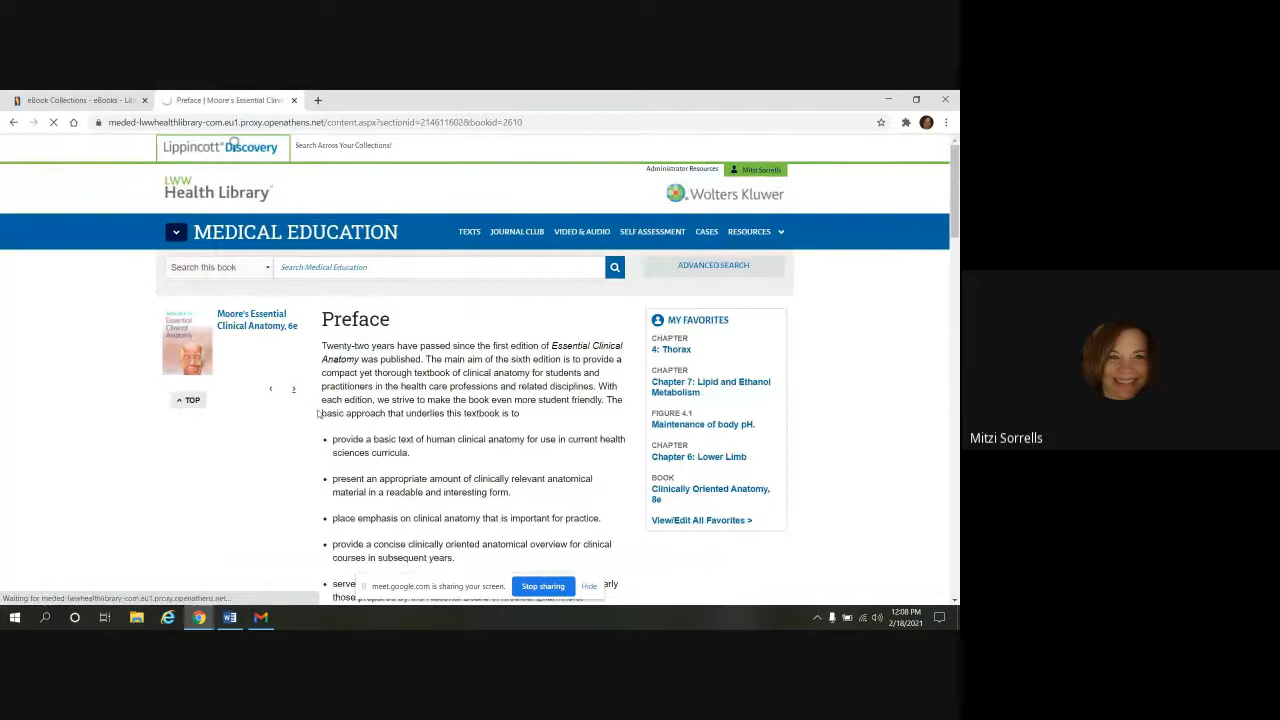 eBook Collections - eBooks - Lib
Preface | Moore's Essential Clinic
meded-lwwhealthlibrary-com.eu1.proxy.openathens.net/content.aspx?sectionid=214611602&bookid=2610
Lippincott Discovery
Search Across Your Collections!
Administrator Resources
Mitzi Sorrells
LWW
Health Library
Wolters Kluwer
MEDICAL EDUCATION
TEXTS
JOURNAL CLUB
VIDEO & AUDIO
SELF ASSESSMENT
CASES
RESOURCES
Search this book
Search Medical Education
ADVANCED SEARCH
Essential
Clinical
Anatomy
Moore's Essential
Clinical Anatomy, 6e
TOP
Preface
Twenty-two years have passed since the first edition of Essential Clinical
Anatomy was published. The main aim of the sixth edition is to provide a
compact yet thorough textbook of clinical anatomy for students and
practitioners in the health care professions and related disciplines. With
each edition, we strive to make the book even more student friendly. The
basic approach that underlies this textbook is to
• provide a basic text of human clinical anatomy for use in current health
sciences curricula.
• present an appropriate amount of clinically relevant anatomical
material in a readable and interesting form.
• place emphasis on clinical anatomy that is important for practice.
• provide a concise clinically oriented anatomical overview for clinical
courses in subsequent years.
MY FAVORITES
CHAPTER
4: Thorax
CHAPTER
Chapter 7: Lipid and Ethanol
Metabolism
FIGURE 4.1
Maintenance of body pH.
CHAPTER
Chapter 6: Lower Limb
BOOK
Clinically Oriented Anatomy,
8e
View/Edit All Favorites >
meet.google.com is sharing your screen.
Stop sharing
Hide
Waiting for meded-lwwhealthlibrary-com.eu1.proxy.openathens.net...
12:08 PM
2/18/2021
Mitzi Sorrells